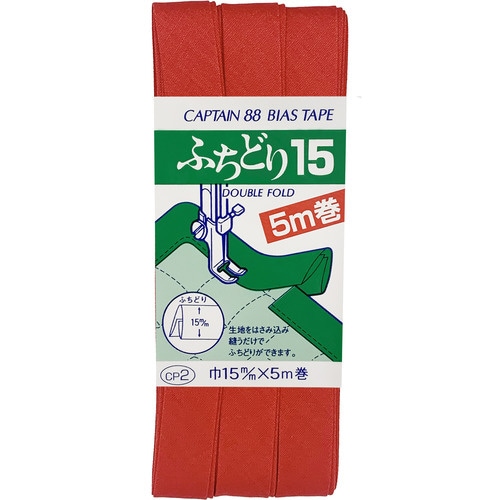 CAPTAIN 88 BIAS TAPE
ふちどり15
DOUBLE FOLD
5m巻
ふちどり
15m/m
生地をはさみ込み
縫うだけで
ふちどりができます。
CP2
巾15m/m×5m巻